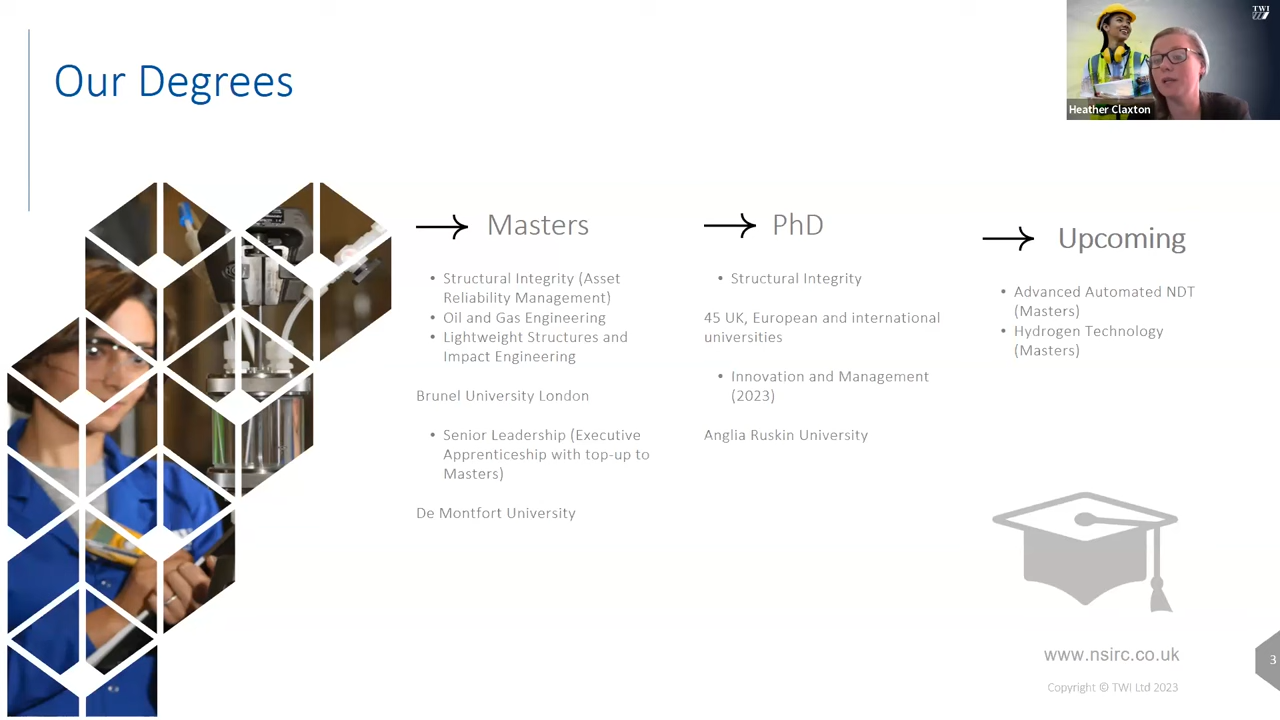 Our Degrees
TWI
Heather Claxton
Masters
• Structural Integrity (Asset
Reliability Management)
• Oil and Gas Engineering
• Lightweight Structures and
Impact Engineering
Brunel University London
• Senior Leadership (Executive
Apprenticeship with top-up to
Masters)
De Montfort University
PhD
• Structural Integrity
45 UK, European and international
universities
• Innovation and Management
(2023)
Anglia Ruskin University
Upcoming
• Advanced Automated NDT
(Masters)
• Hydrogen Technology
(Masters)
www.nsirc.co.uk
Copyright © TWI Ltd 2023
3